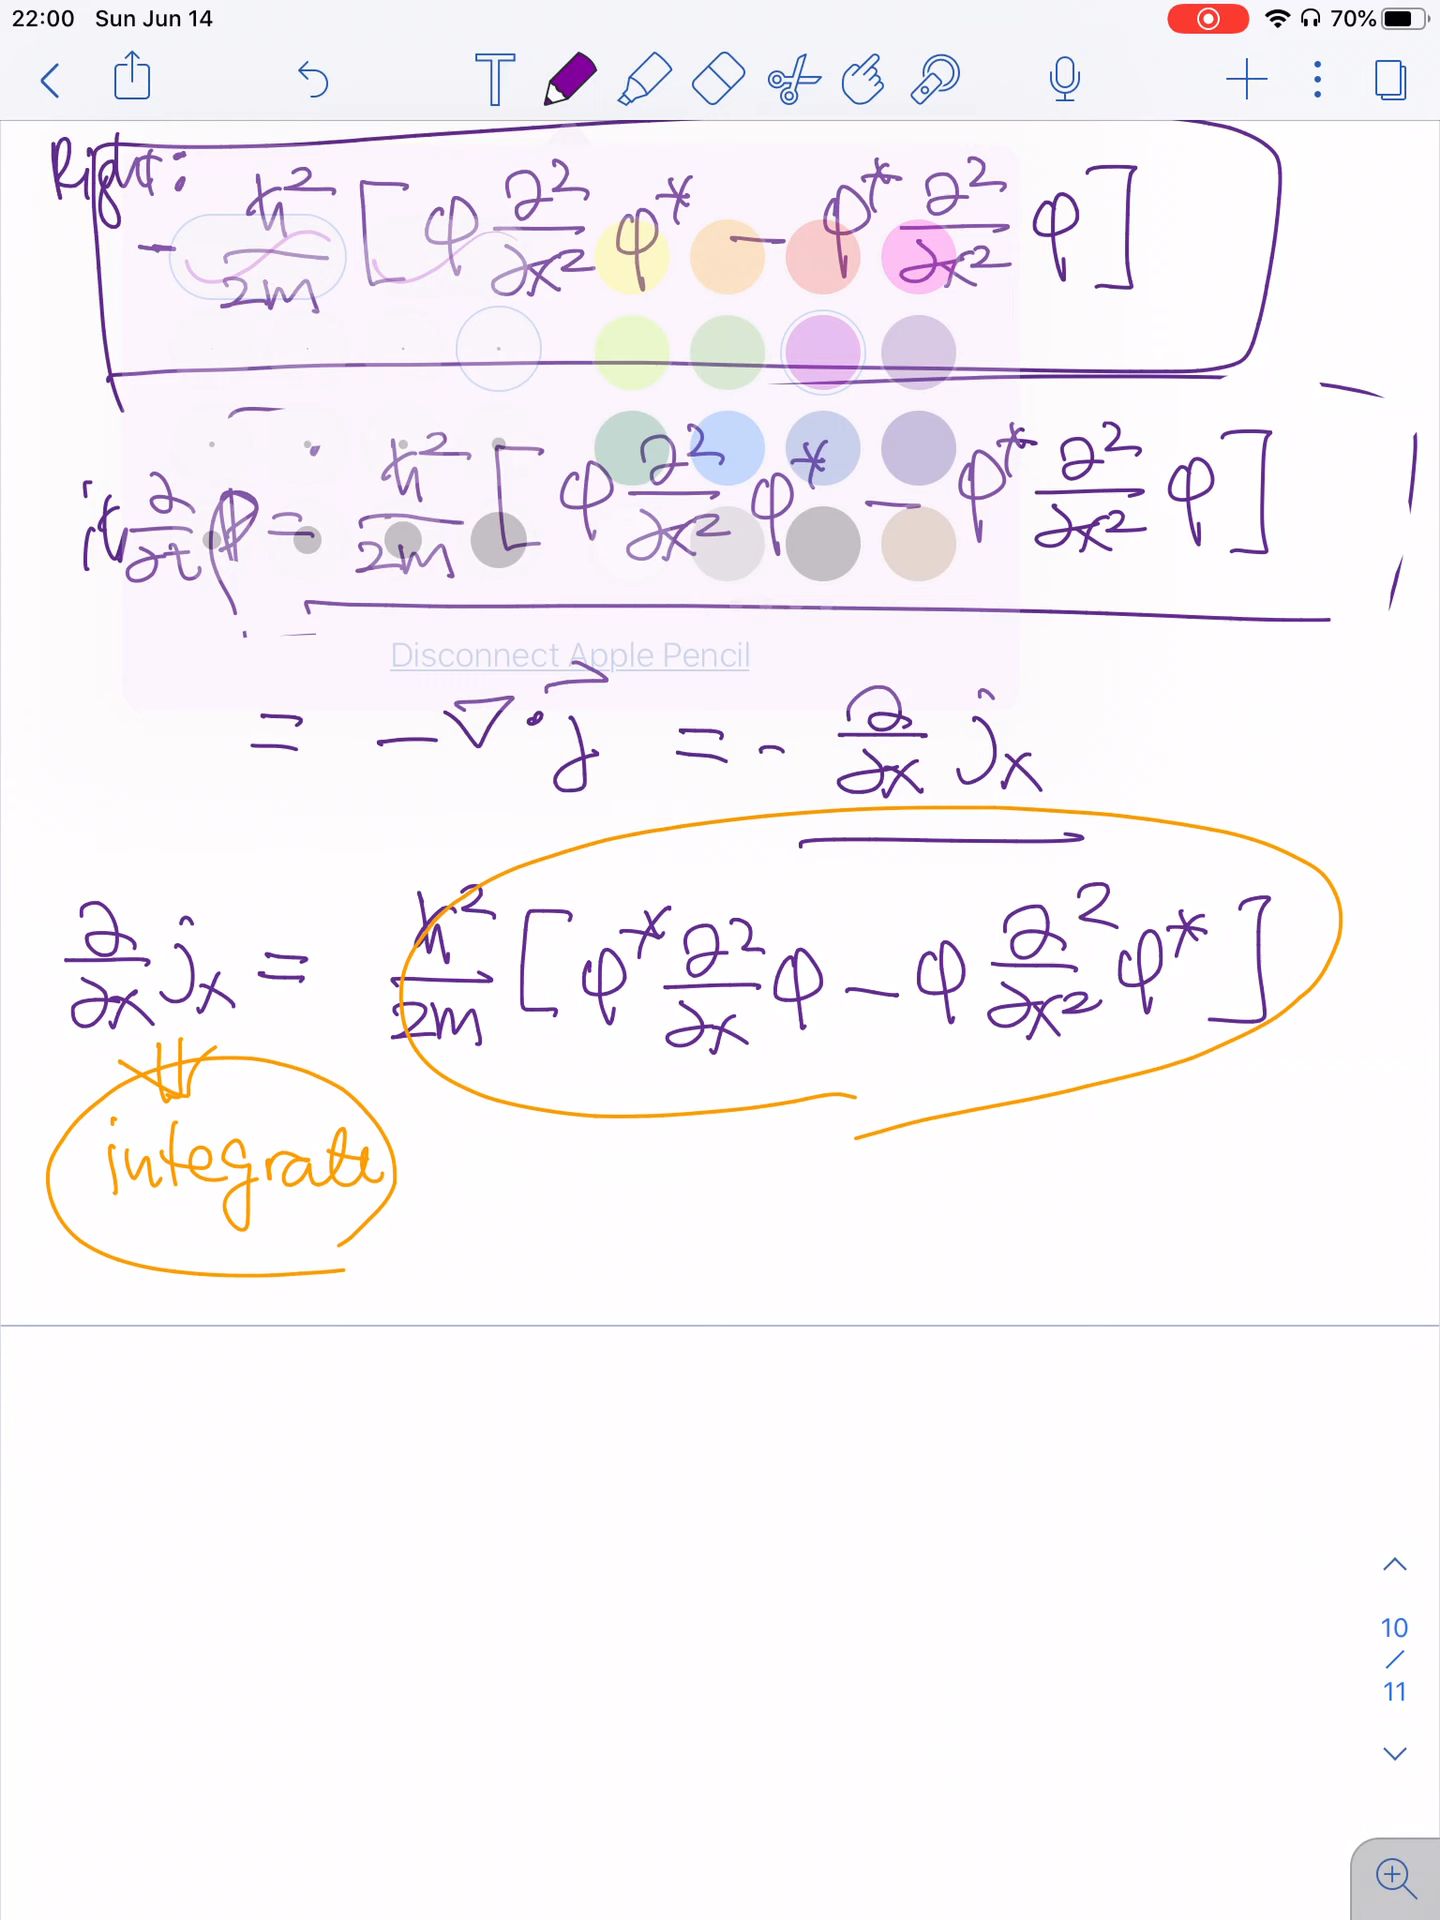 22:00 Sun Jun 14 70%
T
Right:
- ħ²/2m [φ ∂²/∂x² φ* - φ* ∂²/∂x² φ]
iħ ∂/∂t ρ = ħ²/2m [φ ∂²/∂x² φ* - φ* ∂²/∂x² φ]
Disconnect Apple Pencil
= - ∇ · j⃗ = - ∂/∂x jₓ
∂/∂x jₓ = ħ²/2m [φ* ∂²/∂x φ - φ ∂²/∂x² φ*]
integrate
10
/
11